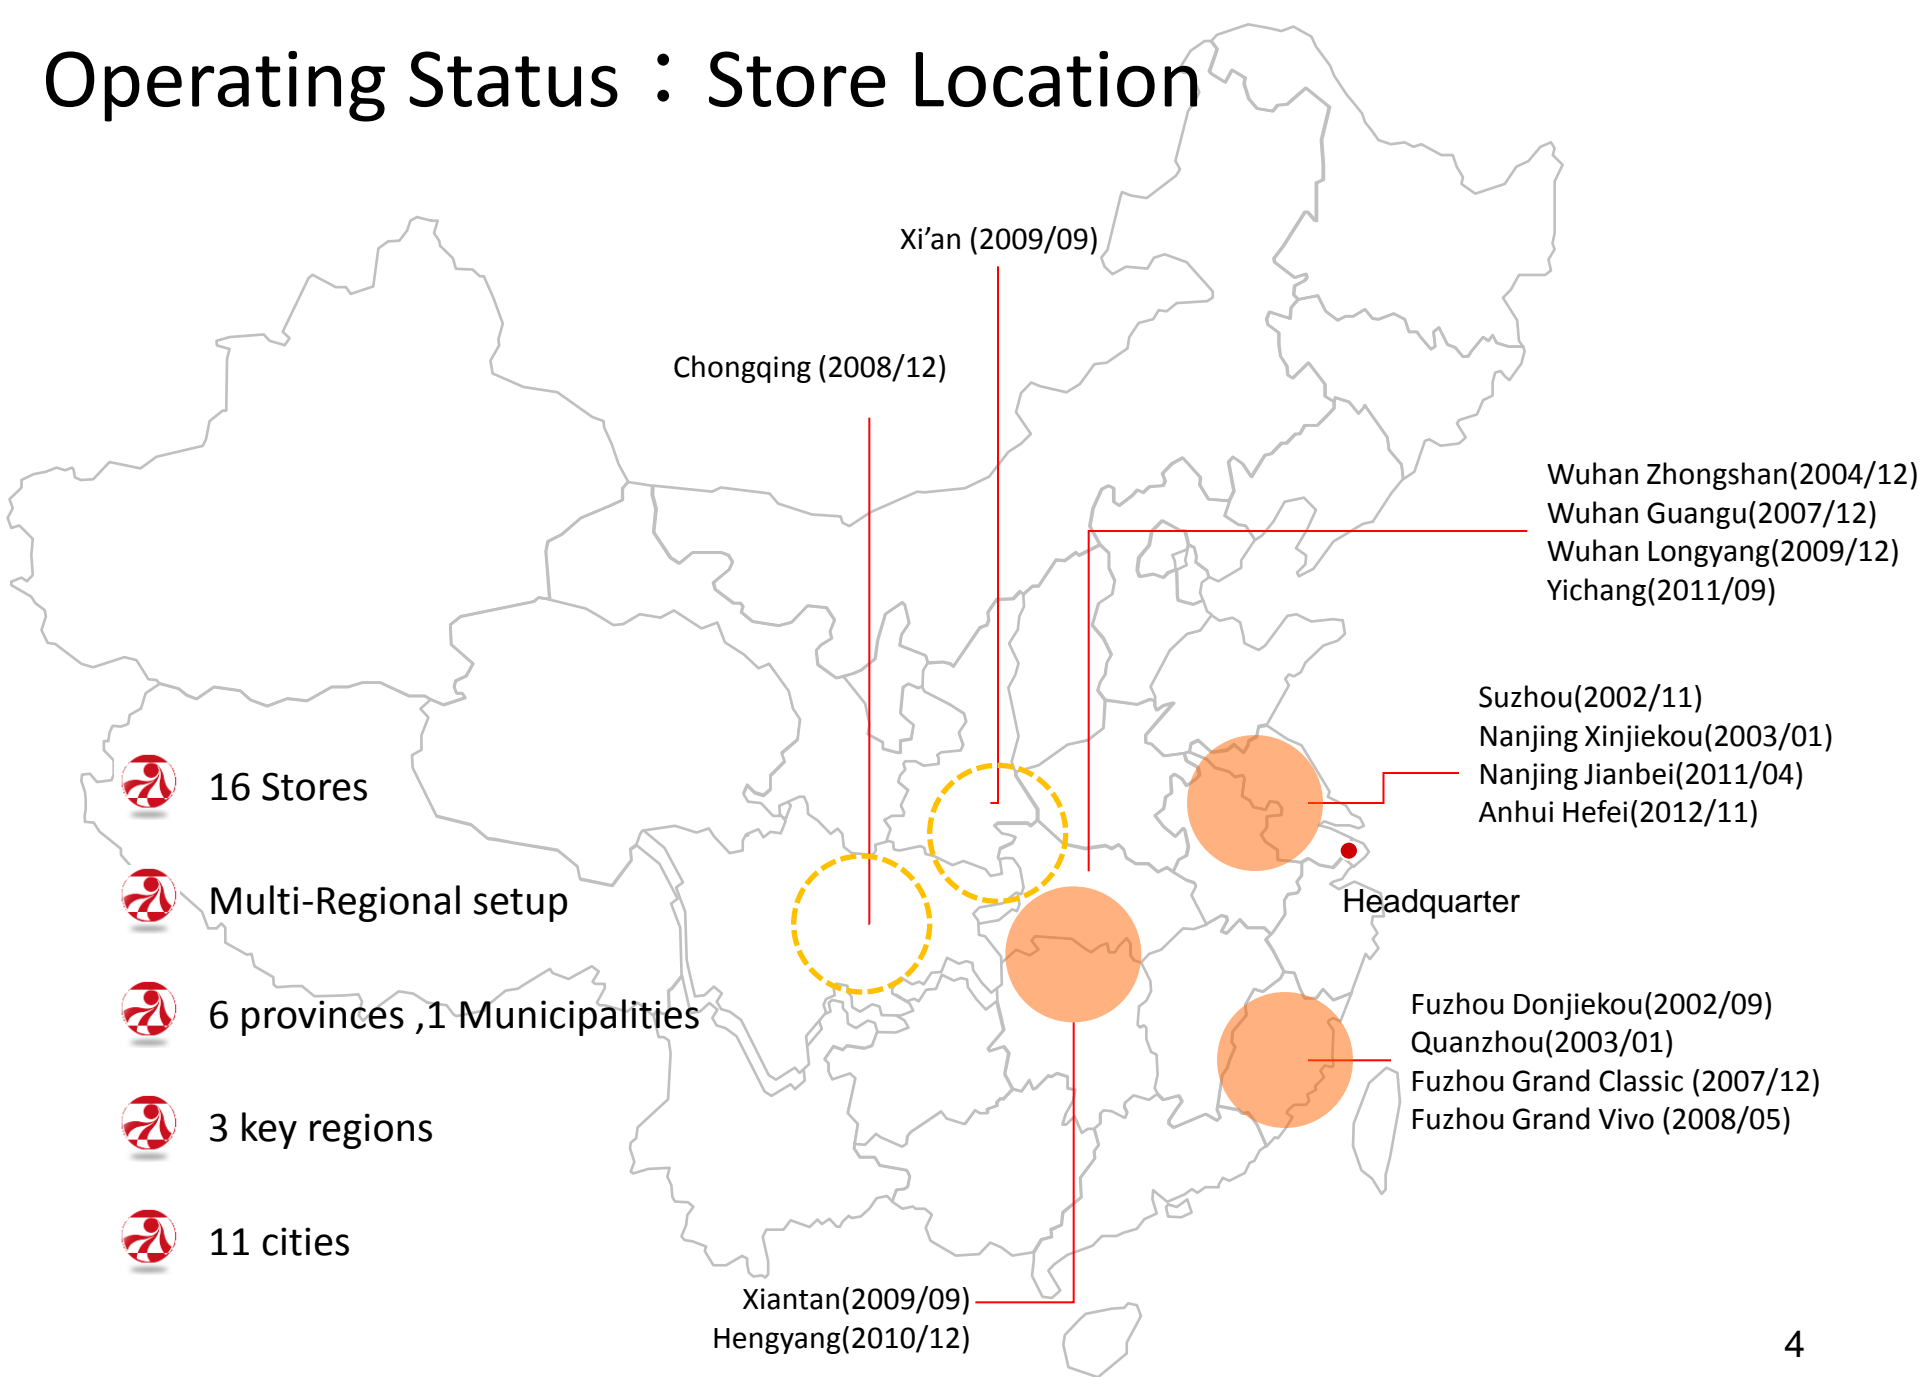 Operating Status：Store Location
Xi’an (2009/09)
Chongqing (2008/12)
Wuhan Zhongshan(2004/12)
Wuhan Guangu(2007/12)
Wuhan Longyang(2009/12)
Yichang(2011/09)
Suzhou(2002/11)
Nanjing Xinjiekou(2003/01)
Nanjing Jianbei(2011/04)
Anhui Hefei(2012/11)
Headquarter
Fuzhou Donjiekou(2002/09)
Quanzhou(2003/01)
Fuzhou Grand Classic (2007/12)
Fuzhou Grand Vivo (2008/05)
16 Stores
Multi-Regional setup
6 provinces ,1 Municipalities
3 key regions
11 cities
Xiantan(2009/09)
Hengyang(2010/12)
4